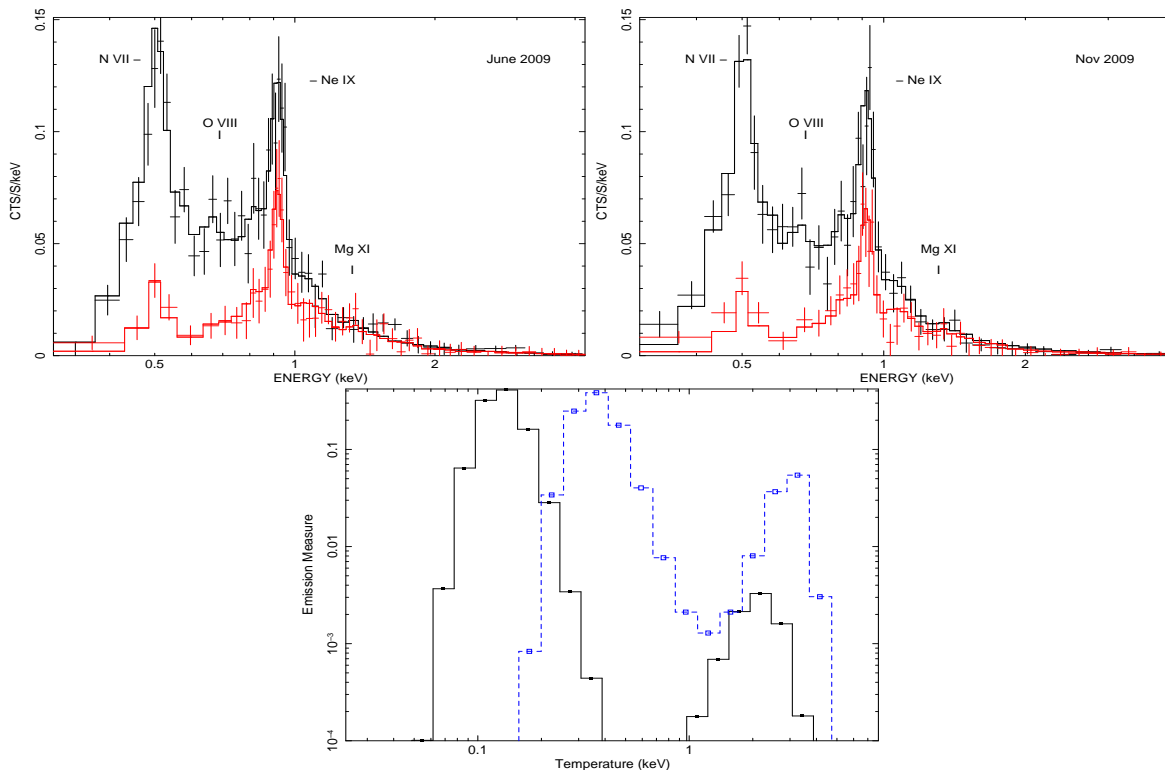 0.15
N VII –
June 2009
– Ne IX
O VIII
0.1
CTS/S/keV
0.05
Mg XI
0
0.5
1
2
ENERGY (keV)
0.15
N VII –
Nov 2009
– Ne IX
O VIII
0.1
CTS/S/keV
0.05
Mg XI
0
0.5
1
2
ENERGY (keV)
0.1
Emission Measure
0.01
10⁻³
10⁻⁴
0.1
1
Temperature (keV)